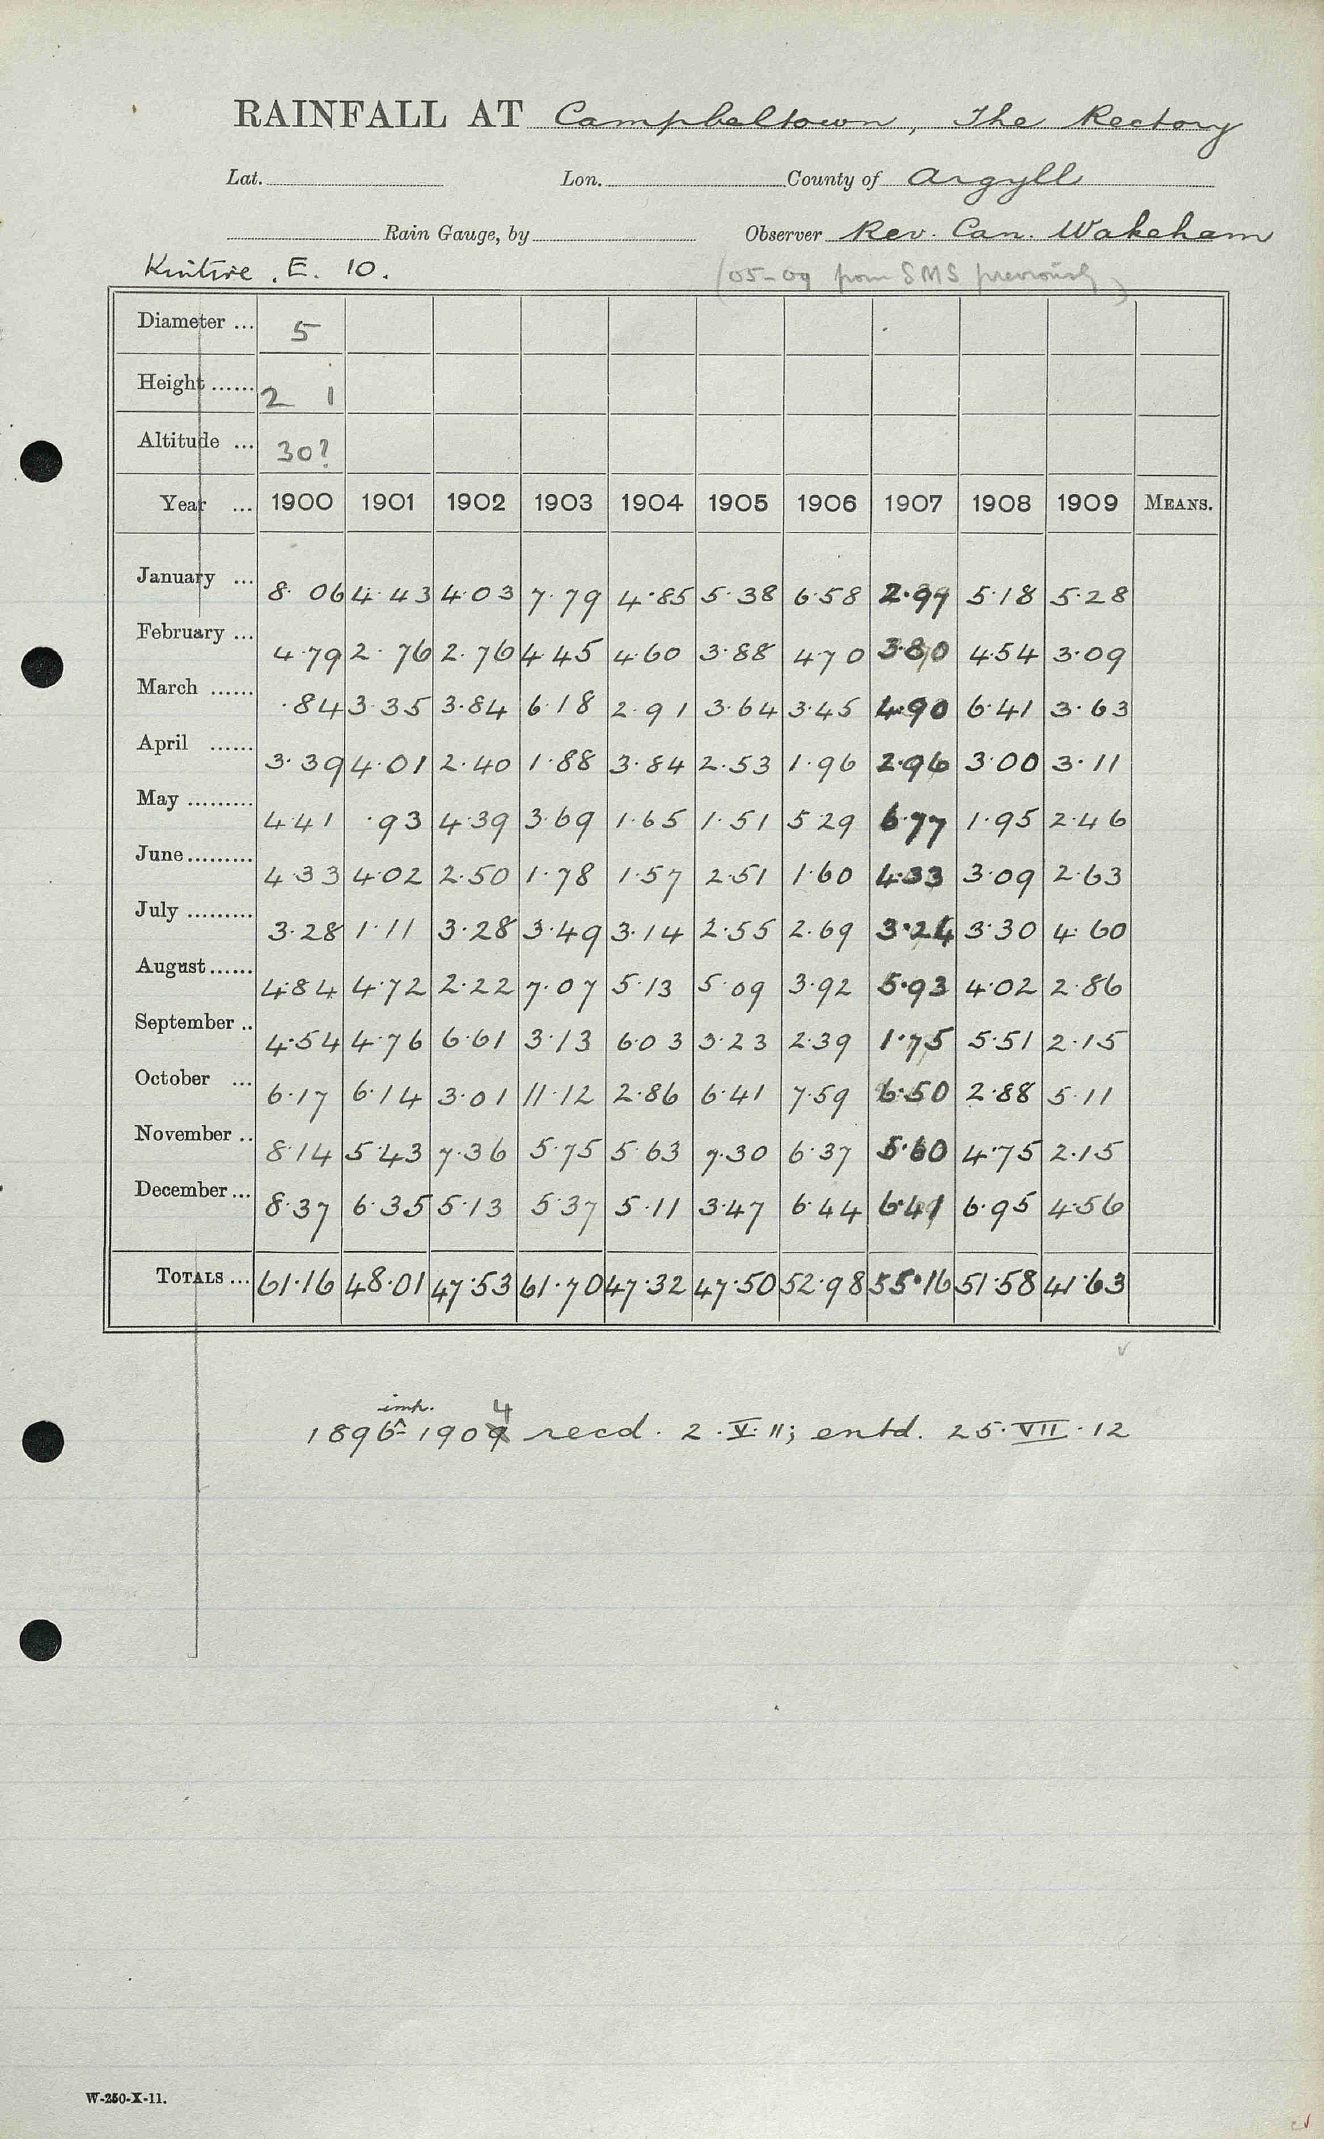 RAINFALL AT Campbeltown, The Rectory
Lat. Lon. County of Argyll
Rain Gauge, by Observer Rev. Can. Wakeham
Kintire . E. 10. (05-09 from SMS previously)
Diameter ... 5
Height ...... 2 1
Altitude ... 30?
Year ... 1900 1901 1902 1903 1904 1905 1906 1907 1908 1909 MEANS.
January ... 8.06 4.43 4.03 7.79 4.85 5.38 6.58 2.99 5.18 5.28
February ... 4.79 2.76 2.76 4.45 4.60 3.88 4.70 3.80 4.54 3.09
March ...... .84 3.35 3.84 6.18 2.91 3.64 3.45 4.90 6.41 3.63
April ...... 3.39 4.01 2.40 1.88 3.84 2.53 1.96 2.96 3.00 3.11
May ......... 4.41 .93 4.39 3.69 1.65 1.51 5.29 6.77 1.95 2.46
June ......... 4.33 4.02 2.50 1.78 1.57 2.51 1.60 4.33 3.09 2.63
July ......... 3.28 1.11 3.28 3.49 3.14 2.55 2.69 3.24 3.30 4.60
August ...... 4.84 4.72 2.22 7.07 5.13 5.09 3.92 5.93 4.02 2.86
September .. 4.54 4.76 6.61 3.13 6.03 3.23 2.39 1.75 5.51 2.15
October ... 6.17 6.14 3.01 11.12 2.86 6.41 7.59 6.50 2.88 5.11
November .. 8.14 5.43 7.36 5.75 5.63 7.30 6.37 5.60 4.75 2.15
December ... 8.37 6.35 5.13 5.37 5.11 3.47 6.44 6.41 6.95 4.56
TOTALS ... 61.16 48.01 47.53 61.70 47.32 47.50 52.98 55.16 51.58 41.63
imp. 4
1896-1909 recd. 2.V.11; entd. 25.VII.12
W-250-X-11.